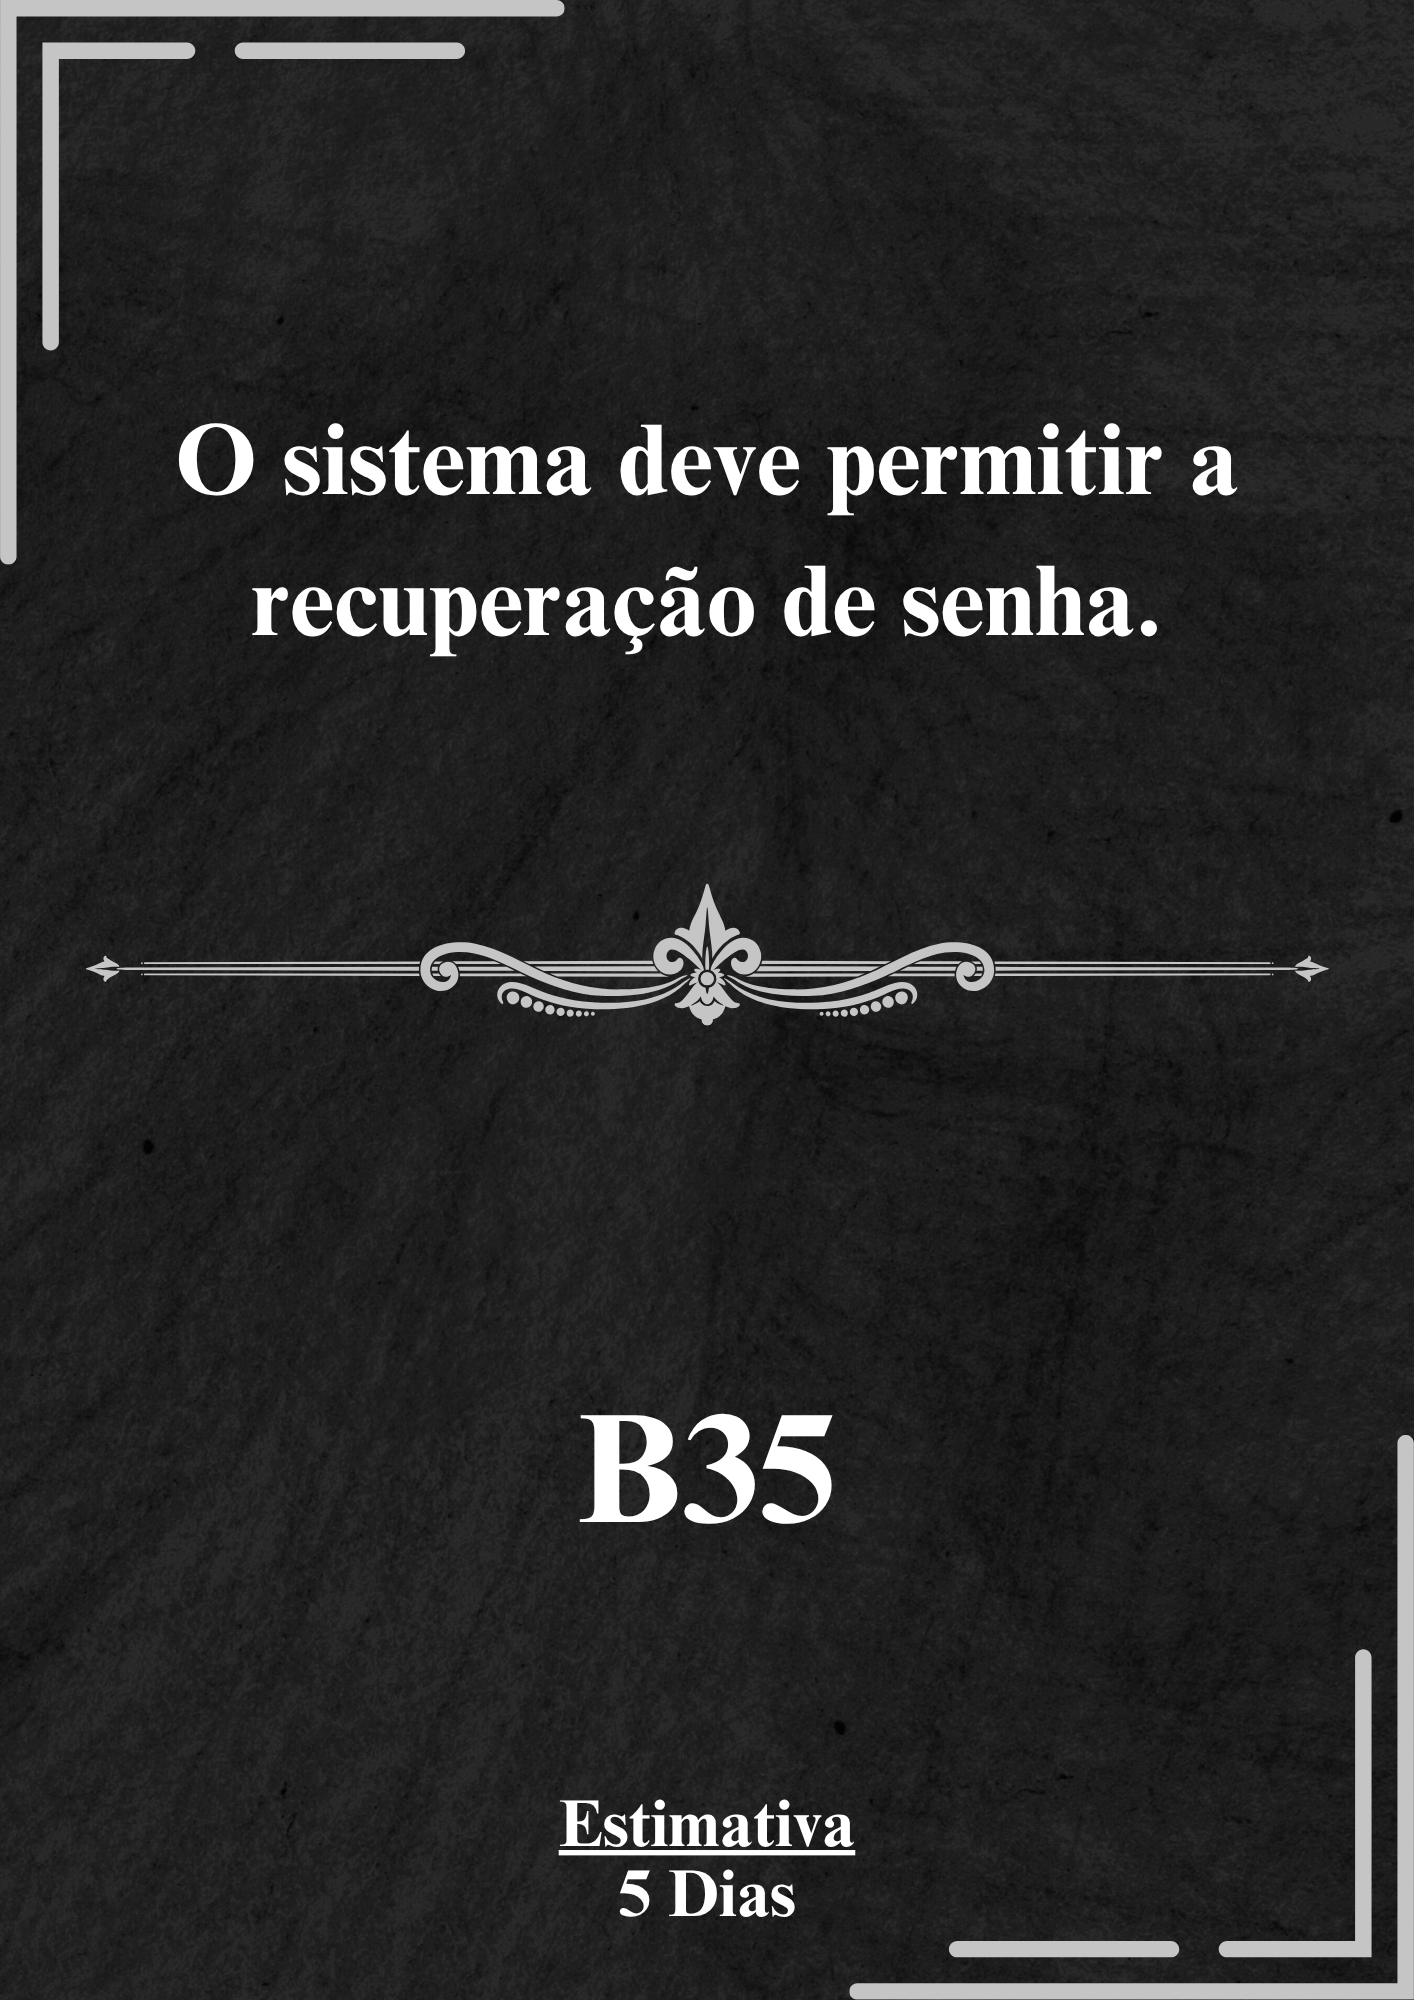 O sistema deve permitir a
recuperação de senha.
B35
Estimativa
5 Dias